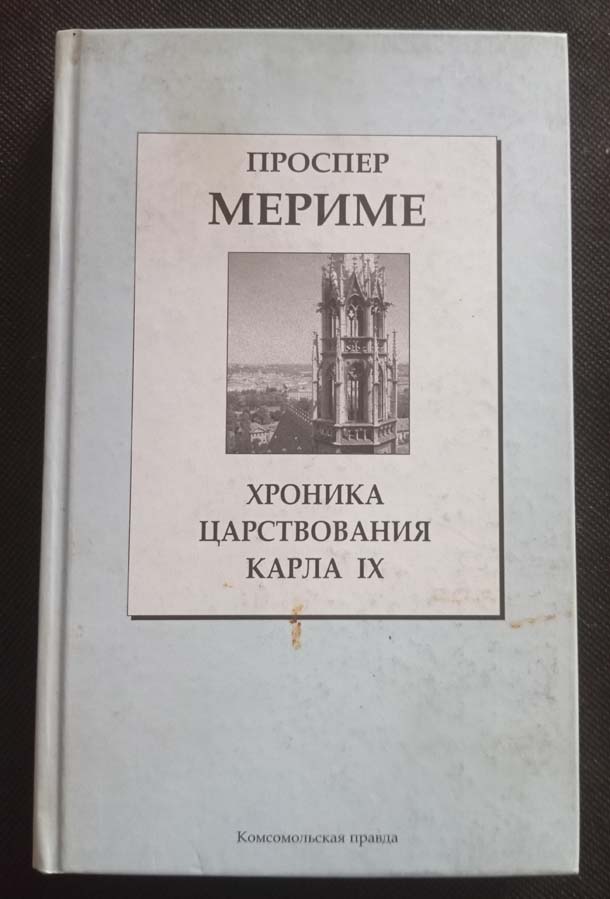 ПРОСПЕР
МЕРИМЕ
ХРОНИКА
ЦАРСТВОВАНИЯ
КАРЛА IX
Комсомольская правда